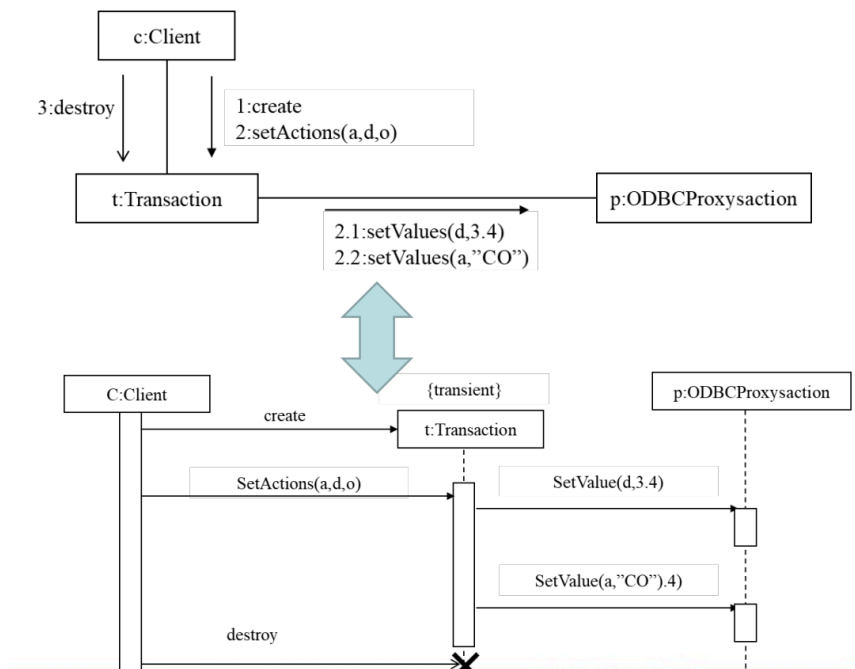 c:Client
3:destroy
1:create
2:setActions(a,d,o)
t:Transaction
p:ODBCProxysaction
2.1:setValues(d,3.4)
2.2:setValues(a,”CO”)
C:Client
{transient}
p:ODBCProxysaction
create
t:Transaction
SetActions(a,d,o)
SetValue(d,3.4)
SetValue(a,”CO”).4)
destroy